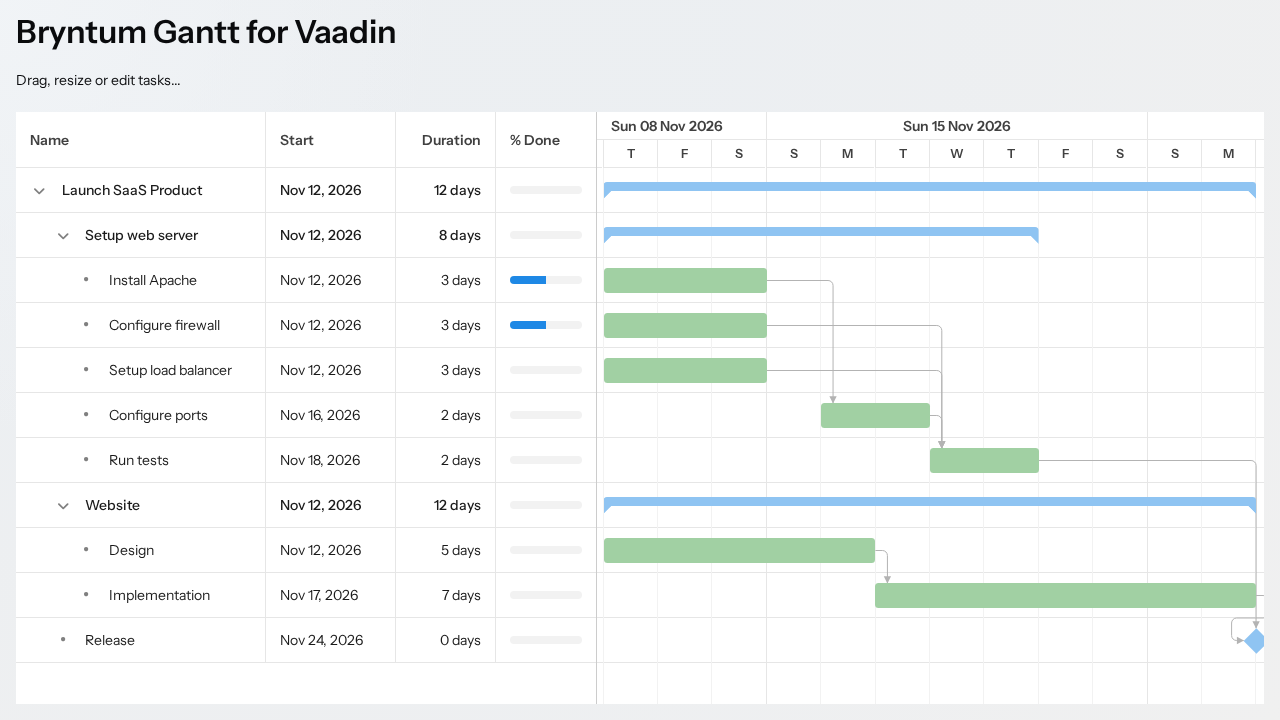 Bryntum Gantt for Vaadin
Drag, resize or edit tasks...
Name Start Duration % Done
Sun 08 Nov 2026 Sun 15 Nov 2026
T F S S M T W T F S S M
Launch SaaS Product Nov 12, 2026 12 days
Setup web server Nov 12, 2026 8 days
Install Apache Nov 12, 2026 3 days
Configure firewall Nov 12, 2026 3 days
Setup load balancer Nov 12, 2026 3 days
Configure ports Nov 16, 2026 2 days
Run tests Nov 18, 2026 2 days
Website Nov 12, 2026 12 days
Design Nov 12, 2026 5 days
Implementation Nov 17, 2026 7 days
Release Nov 24, 2026 0 days